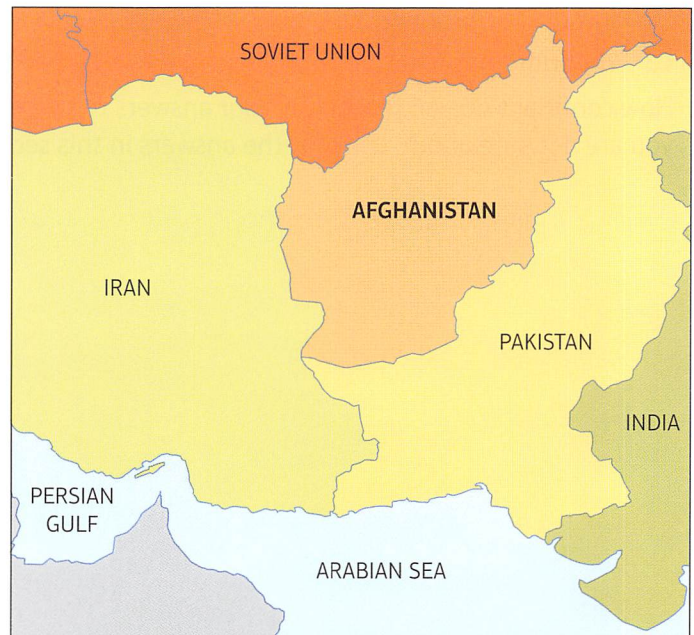 SOVIET UNION
AFGHANISTAN
IRAN
PAKISTAN
INDIA
PERSIAN
GULF
ARABIAN SEA